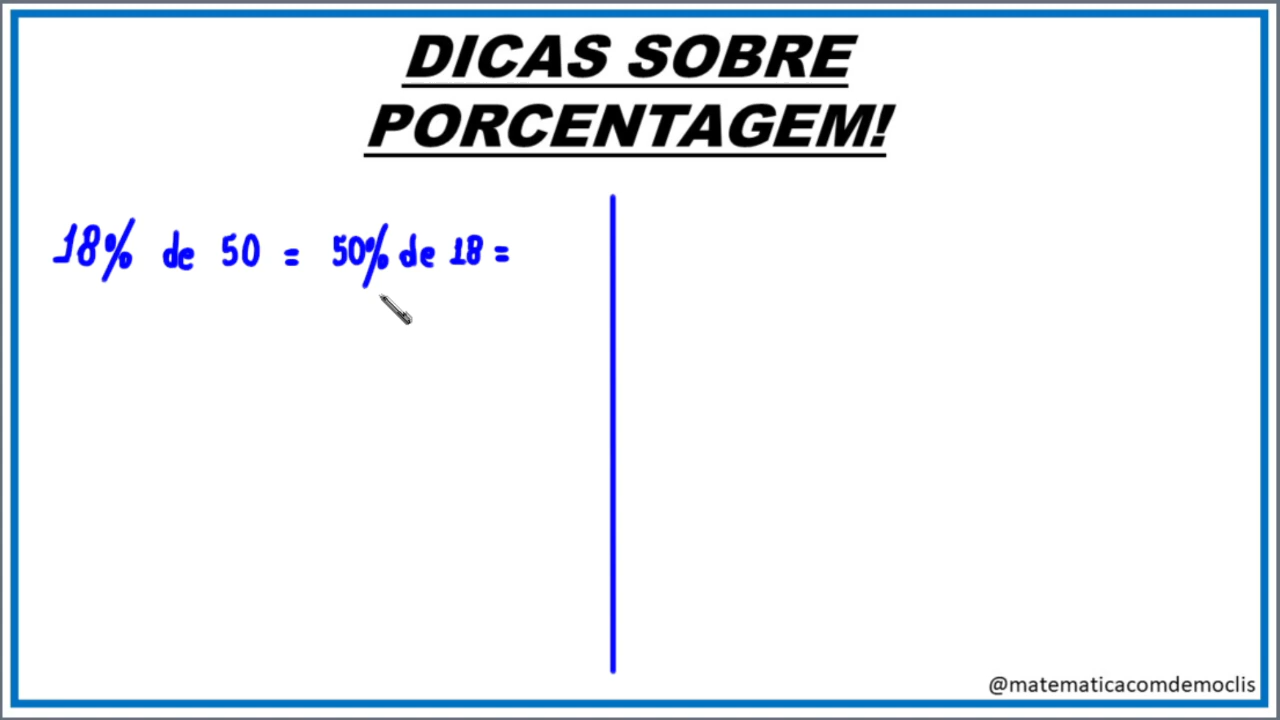 DICAS SOBRE
PORCENTAGEM!
18% de 50 = 50% de 18 =
@matematicacomdemoclis